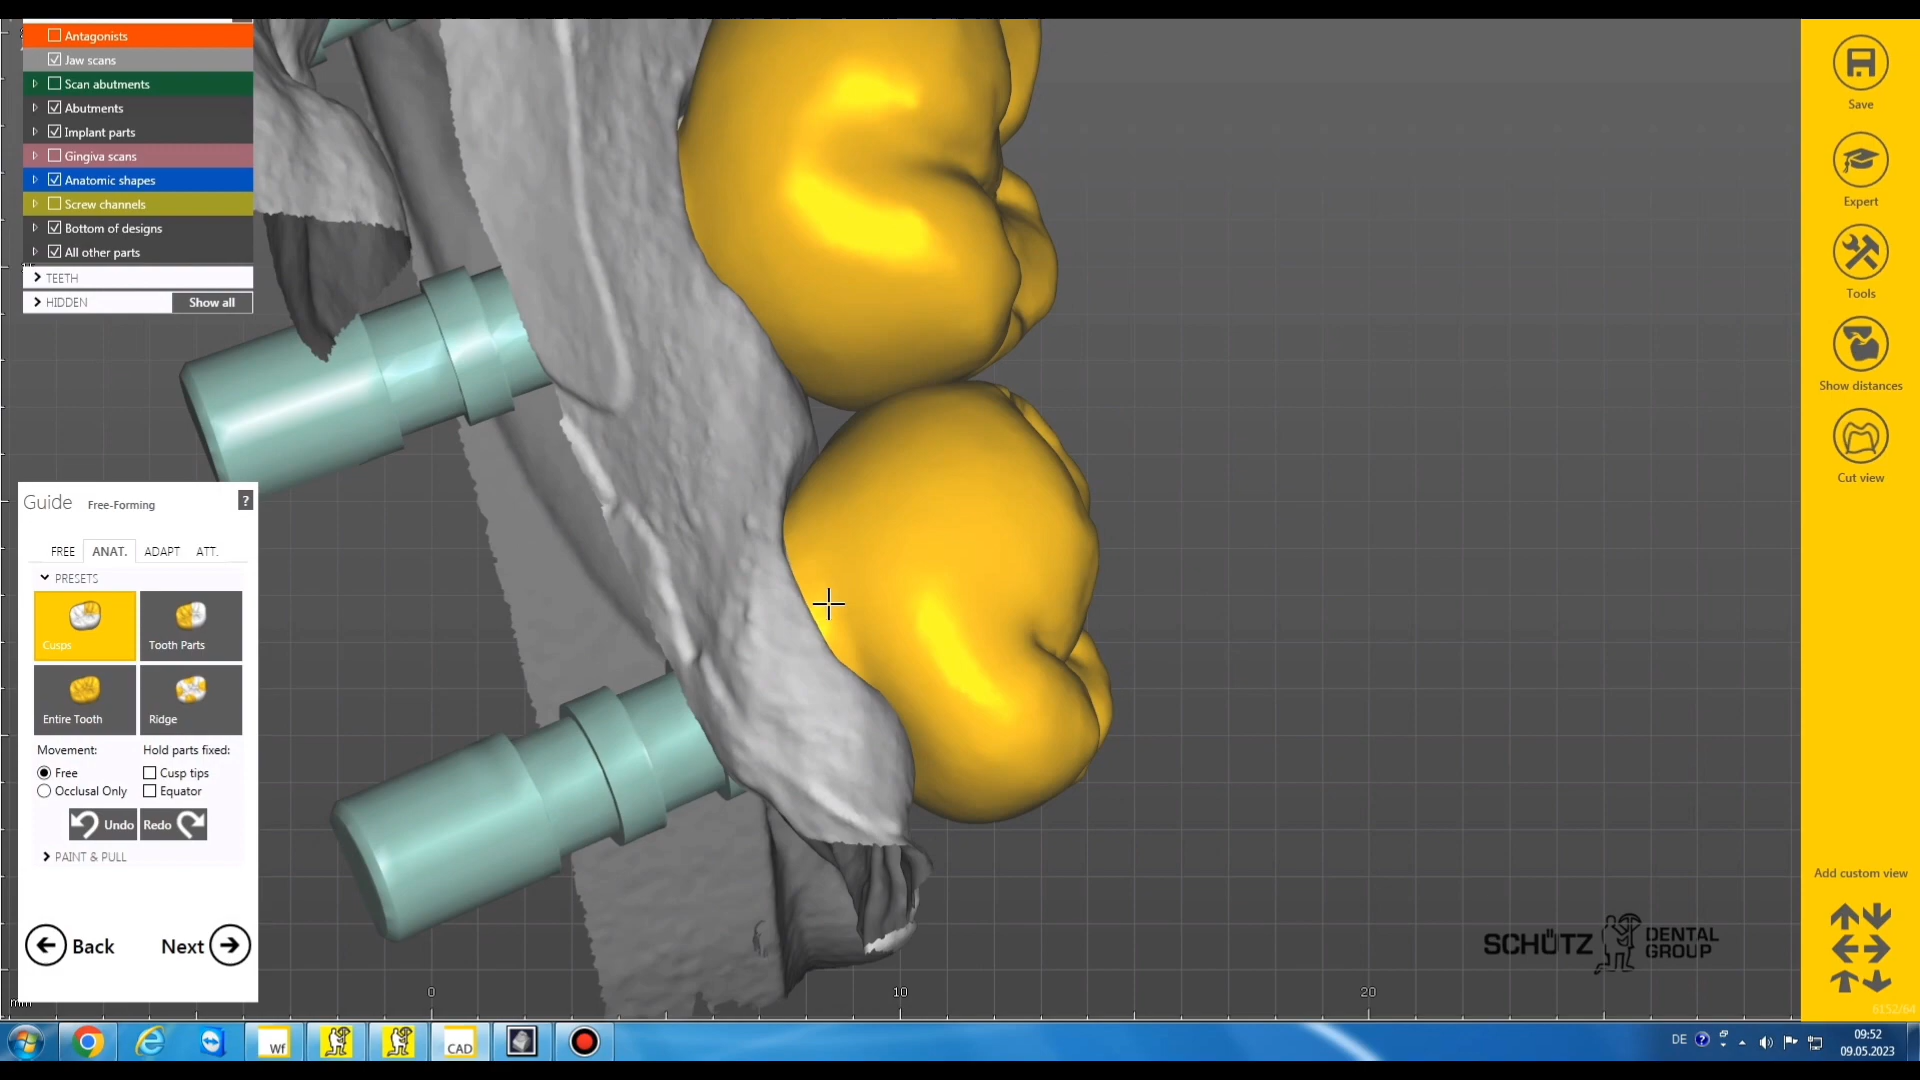 Antagonists
Jaw scans
Scan abutments
Abutments
Implant parts
Gingiva scans
Anatomic shapes
Screw channels
Bottom of designs
All other parts
TEETH
HIDDEN Show all
Guide Free-Forming ?
FREE ANAT. ADAPT ATT.
PRESETS
Cusps Tooth Parts
Entire Tooth Ridge
Movement: Hold parts fixed:
Free Cusp tips
Occlusal Only Equator
Undo Redo
PAINT & PULL
Back Next
Save
Expert
Tools
Show distances
Cut view
Add custom view
SCHÜTZ DENTAL
GROUP
0 10 20
6152/64
Wf CAD
DE ? 09:52
09.05.2023